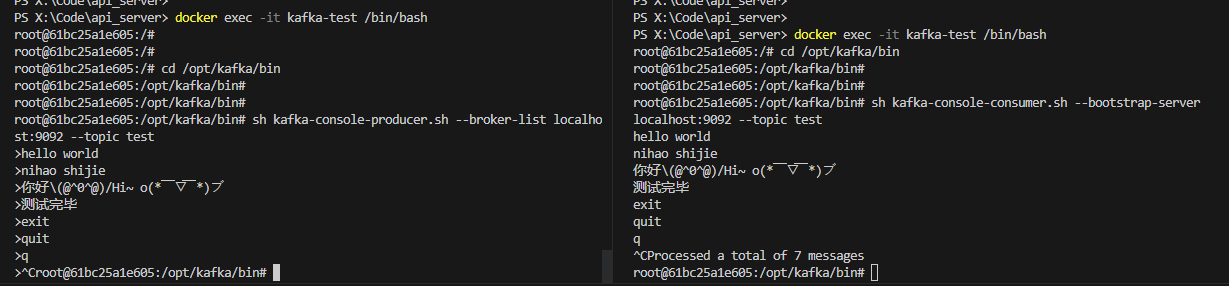 PS X:\Code\api_server>
PS X:\Code\api_server> docker exec -it kafka-test /bin/bash
root@61bc25a1e605:/#
root@61bc25a1e605:/#
root@61bc25a1e605:/# cd /opt/kafka/bin
root@61bc25a1e605:/opt/kafka/bin#
root@61bc25a1e605:/opt/kafka/bin#
root@61bc25a1e605:/opt/kafka/bin# sh kafka-console-producer.sh --broker-list localho
st:9092 --topic test
>hello world
>nihao shijie
>你好\(@^0^@)/Hi~ o(*￣▽￣*)ブ
>测试完毕
>exit
>quit
>q
>^Croot@61bc25a1e605:/opt/kafka/bin#
PS X:\Code\api_server>
PS X:\Code\api_server>
PS X:\Code\api_server> docker exec -it kafka-test /bin/bash
root@61bc25a1e605:/# cd /opt/kafka/bin
root@61bc25a1e605:/opt/kafka/bin#
root@61bc25a1e605:/opt/kafka/bin#
root@61bc25a1e605:/opt/kafka/bin# sh kafka-console-consumer.sh --bootstrap-server
localhost:9092 --topic test
hello world
nihao shijie
你好\(@^0^@)/Hi~ o(*￣▽￣*)ブ
测试完毕
exit
quit
q
^CProcessed a total of 7 messages
root@61bc25a1e605:/opt/kafka/bin#